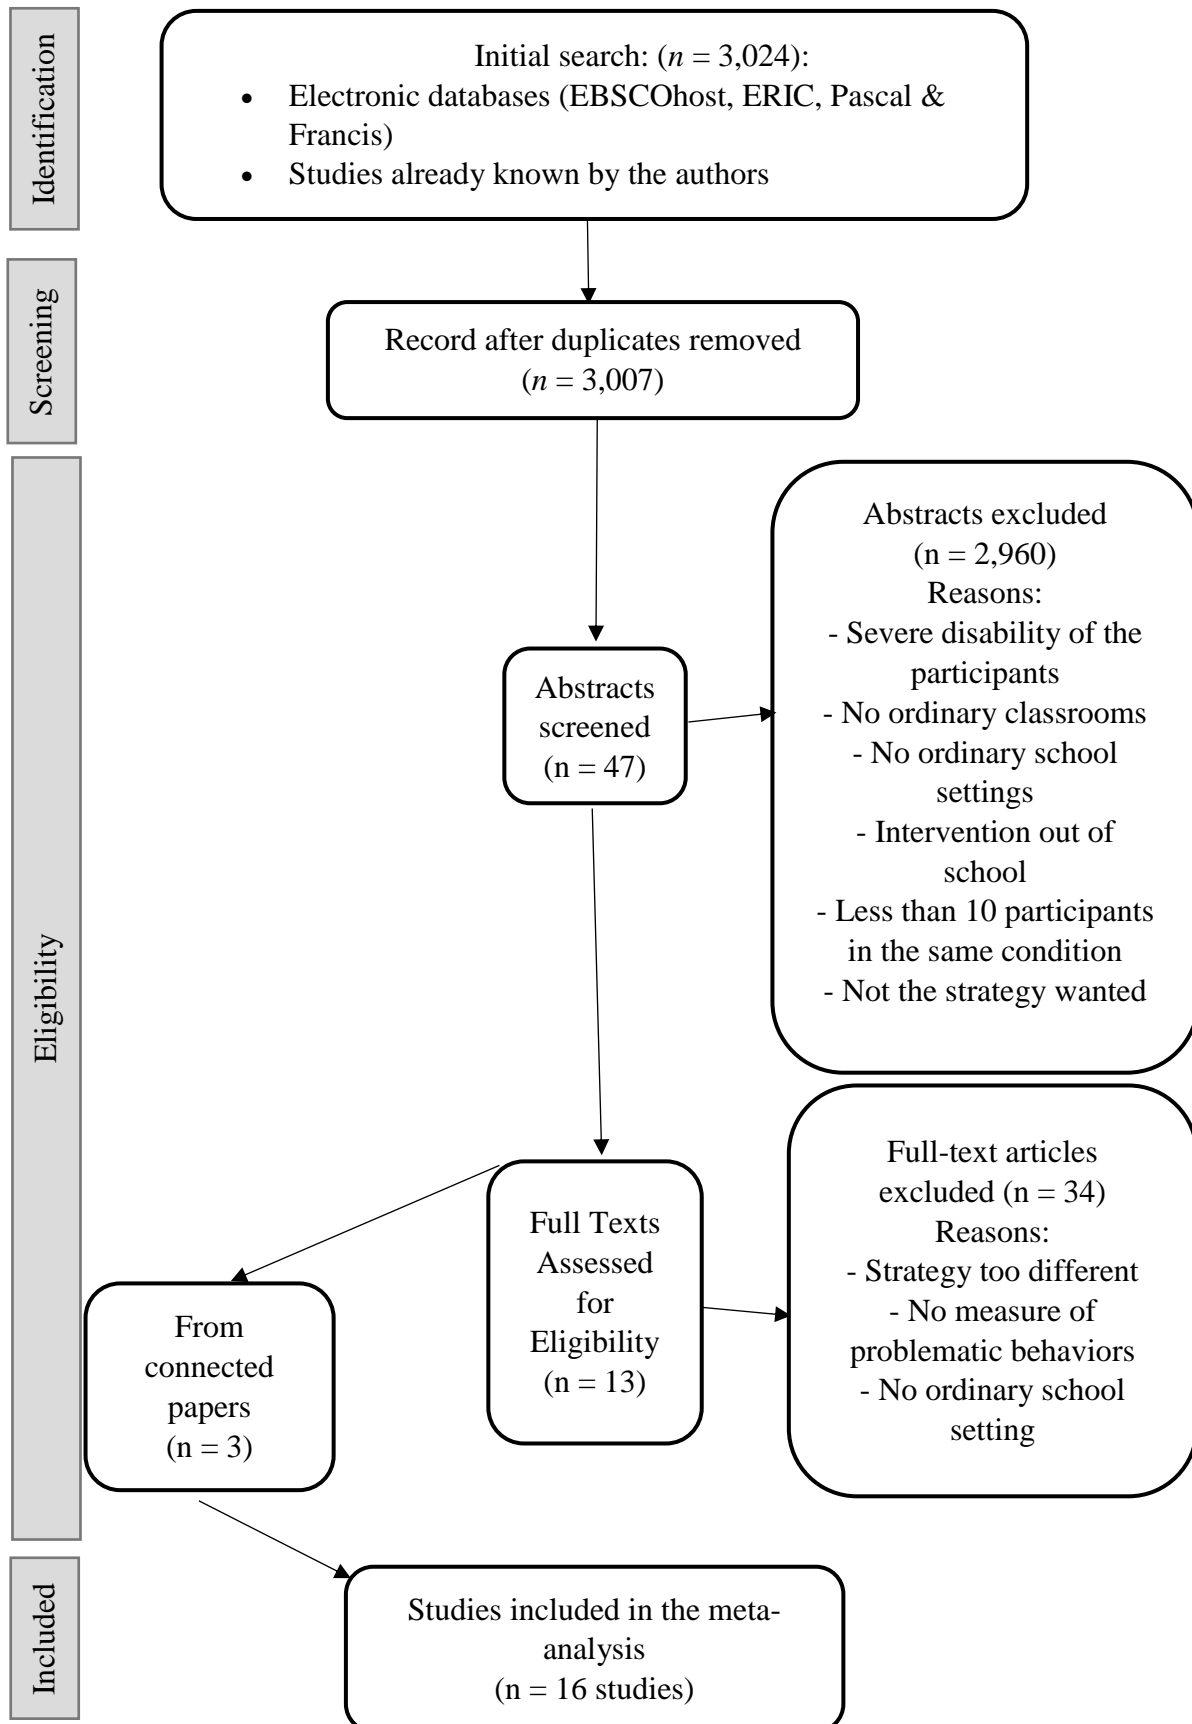 Identification
Initial search: (n = 3,024):
• Electronic databases (EBSCOhost, ERIC, Pascal &
Francis)
• Studies already known by the authors
Screening
Record after duplicates removed
(n = 3,007)
Eligibility
Abstracts
screened
(n = 47)
Abstracts excluded
(n = 2,960)
Reasons:
- Severe disability of the
participants
- No ordinary classrooms
- No ordinary school
settings
- Intervention out of
school
- Less than 10 participants
in the same condition
- Not the strategy wanted
Full Texts
Assessed
for
Eligibility
(n = 13)
Full-text articles
excluded (n = 34)
Reasons:
- Strategy too different
- No measure of
problematic behaviors
- No ordinary school
setting
From
connected
papers
(n = 3)
Included
Studies included in the meta-
analysis
(n = 16 studies)